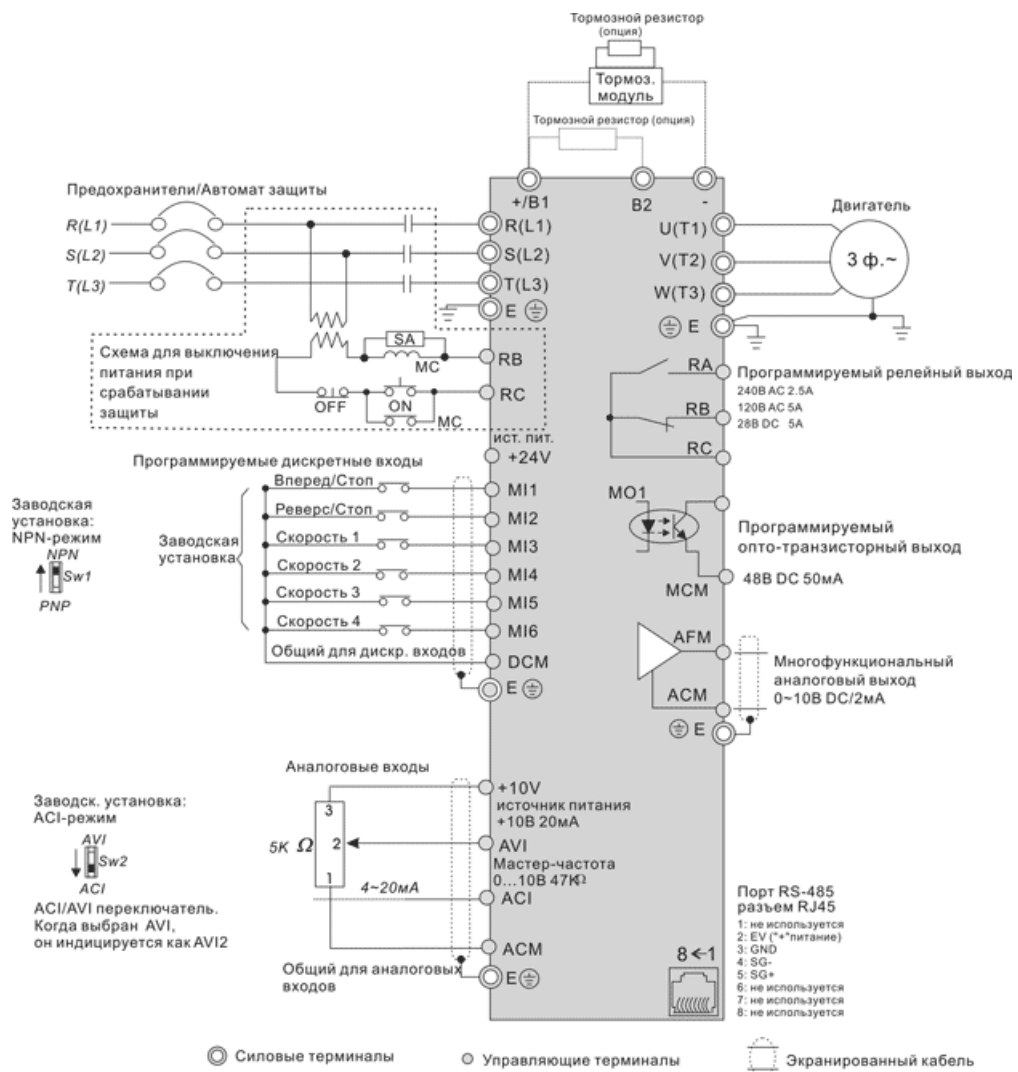 Тормозной резистор
(опция)
Тормоз.
модуль
Тормозной резистор (опция)
+/B1
B2
-
Предохранители/Автомат защиты
R(L1)
R(L1)
S(L2)
S(L2)
T(L3)
T(L3)
E
Двигатель
U(T1)
V(T2)
W(T3)
3 ф.~
E
Схема для выключения
питания при
срабатывании
защиты
SA
MC
RB
OFF
ON
MC
RC
RA
RB
RC
Программируемый релейный выход
240В AC 2.5A
120В AC 5A
28В DC 5A
ист. пит.
+24V
Программируемые дискретные входы
Заводская
установка:
NPN-режим
NPN
Sw1
PNP
Заводская
установка
Вперед/Стоп
MI1
Реверс/Стоп
MI2
Скорость 1
MI3
Скорость 2
MI4
Скорость 3
MI5
Скорость 4
MI6
Общий для дискр. входов
DCM
E
MO1
MCM
Программируемый
опто-транзисторный выход
48В DC 50мА
AFM
ACM
E
Многофункциональный
аналоговый выход
0~10В DC/2мА
Аналоговые входы
Заводск. установка:
ACI-режим
AVI
Sw2
ACI
ACI/AVI переключатель.
Когда выбран AVI,
он индицируется как AVI2
5K Ω
3
2
1
+10V
источник питания
+10В 20мА
AVI
Мастер-частота
0...10В 47КΩ
4~20мА
ACI
ACM
Общий для аналоговых
входов
E
8←1
Порт RS-485
разъем RJ45
1: не используется
2: EV ("+"питание)
3: GND
4: SG-
5: SG+
6: не используется
7: не используется
8: не используется
Силовые терминалы
Управляющие терминалы
Экранированный кабель